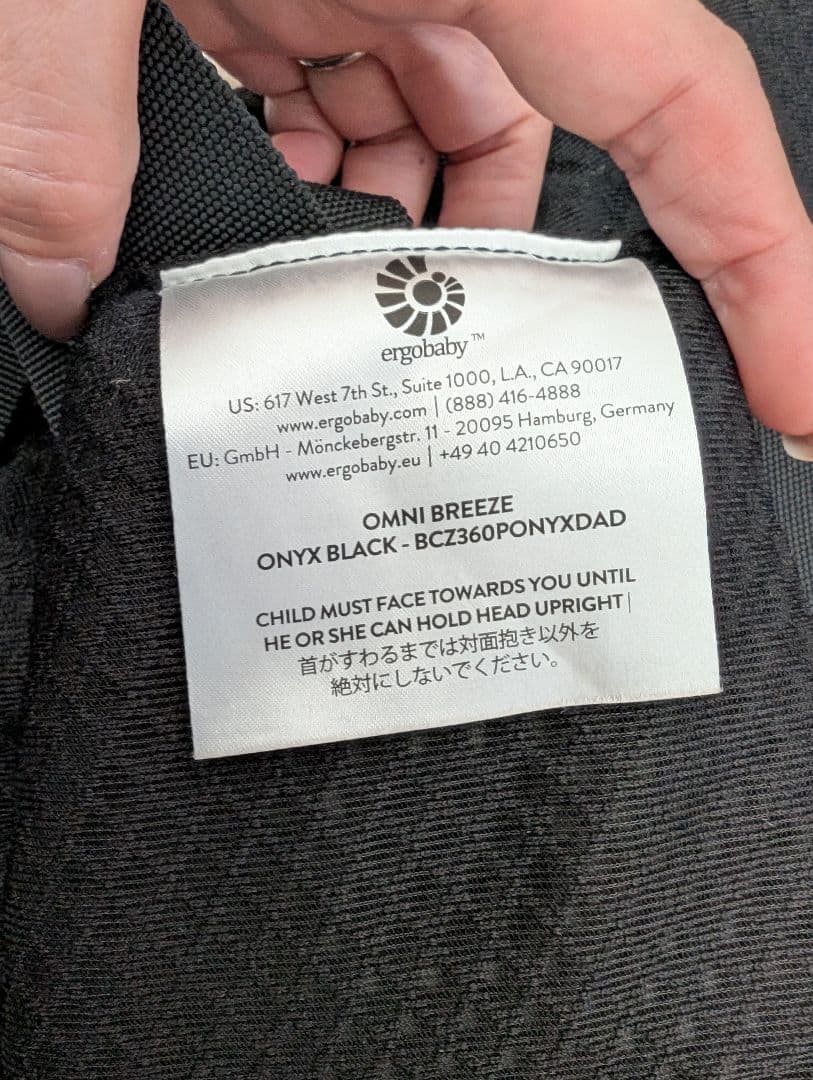 ergobaby™
US: 617 West 7th St., Suite 1000, L.A., CA 90017
www.ergobaby.com | (888) 416-4888
EU: GmbH - Mönckebergstr. 11 - 20095 Hamburg, Germany
www.ergobaby.eu | +49 40 4210650
OMNI BREEZE
ONYX BLACK - BCZ360PONYXDAD
CHILD MUST FACE TOWARDS YOU UNTIL
HE OR SHE CAN HOLD HEAD UPRIGHT |
首がすわるまでは対面抱き以外を
絶対にしないでください。